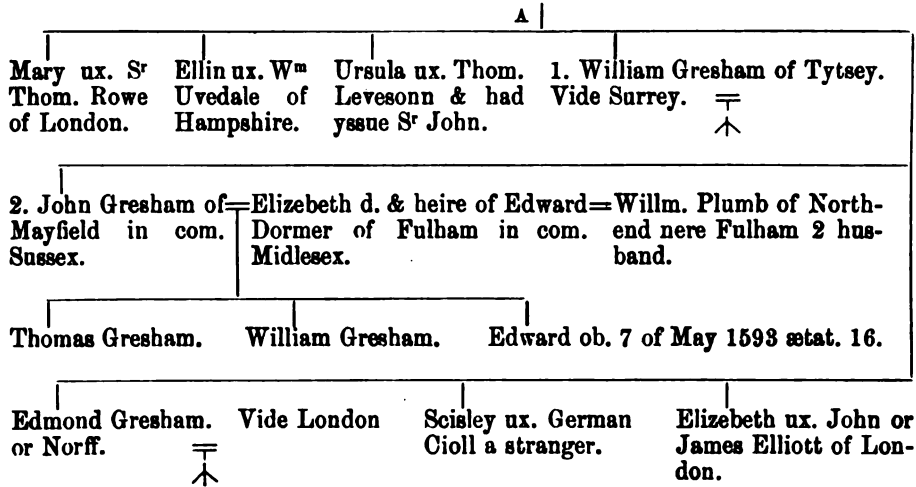 A
Mary ux. Sr
Thom. Rowe
of London.
Ellin ux. Wm
Uvedale of
Hampshire.
Ursula ux. Thom.
Levesonn & had
yssue Sr John.
1. William Gresham of Tytsey.
Vide Surrey.
2. John Gresham of
Mayfield in com.
Sussex.
=Elizebeth d. & heire of Edward
Dormer of Fulham in com.
Midlesex.
=Willm. Plumb of North-
end nere Fulham 2 hus-
band.
Thomas Gresham.
William Gresham.
Edward ob. 7 of May 1593 ætat. 16.
Edmond Gresham.
or Norff.
Vide London
Scisley ux. German
Cioll a stranger.
Elizebeth ux. John or
James Elliott of Lon-
don.